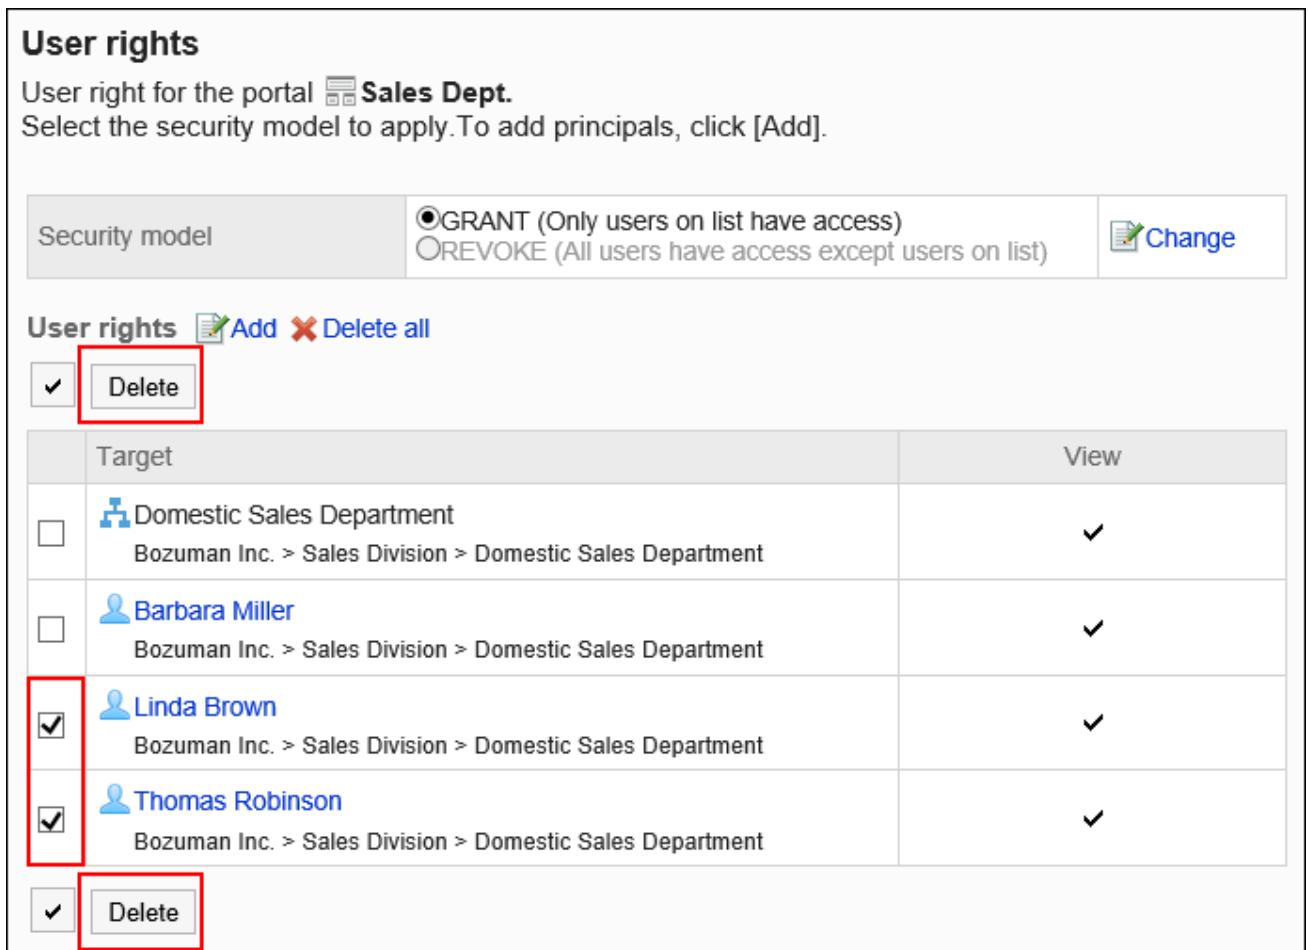 User rights
User right for the portal Sales Dept.
Select the security model to apply.To add principals, click [Add].
Security model
GRANT (Only users on list have access)
REVOKE (All users have access except users on list)
Change
User rights Add Delete all
Delete
Target View
Domestic Sales Department
Bozuman Inc. > Sales Division > Domestic Sales Department
Barbara Miller
Bozuman Inc. > Sales Division > Domestic Sales Department
Linda Brown
Bozuman Inc. > Sales Division > Domestic Sales Department
Thomas Robinson
Bozuman Inc. > Sales Division > Domestic Sales Department
Delete